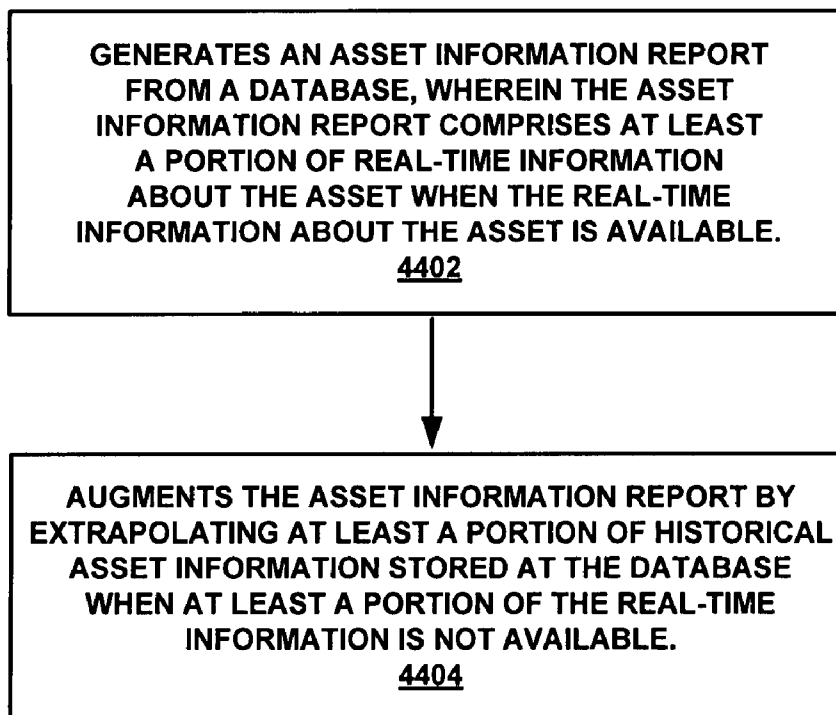 GENERATES AN ASSET INFORMATION REPORT
FROM A DATABASE, WHEREIN THE ASSET
INFORMATION REPORT COMPRISES AT LEAST
A PORTION OF REAL-TIME INFORMATION
ABOUT THE ASSET WHEN THE REAL-TIME
INFORMATION ABOUT THE ASSET IS AVAILABLE.
4402
AUGMENTS THE ASSET INFORMATION REPORT BY
EXTRAPOLATING AT LEAST A PORTION OF HISTORICAL
ASSET INFORMATION STORED AT THE DATABASE
WHEN AT LEAST A PORTION OF THE REAL-TIME
INFORMATION IS NOT AVAILABLE.
4404